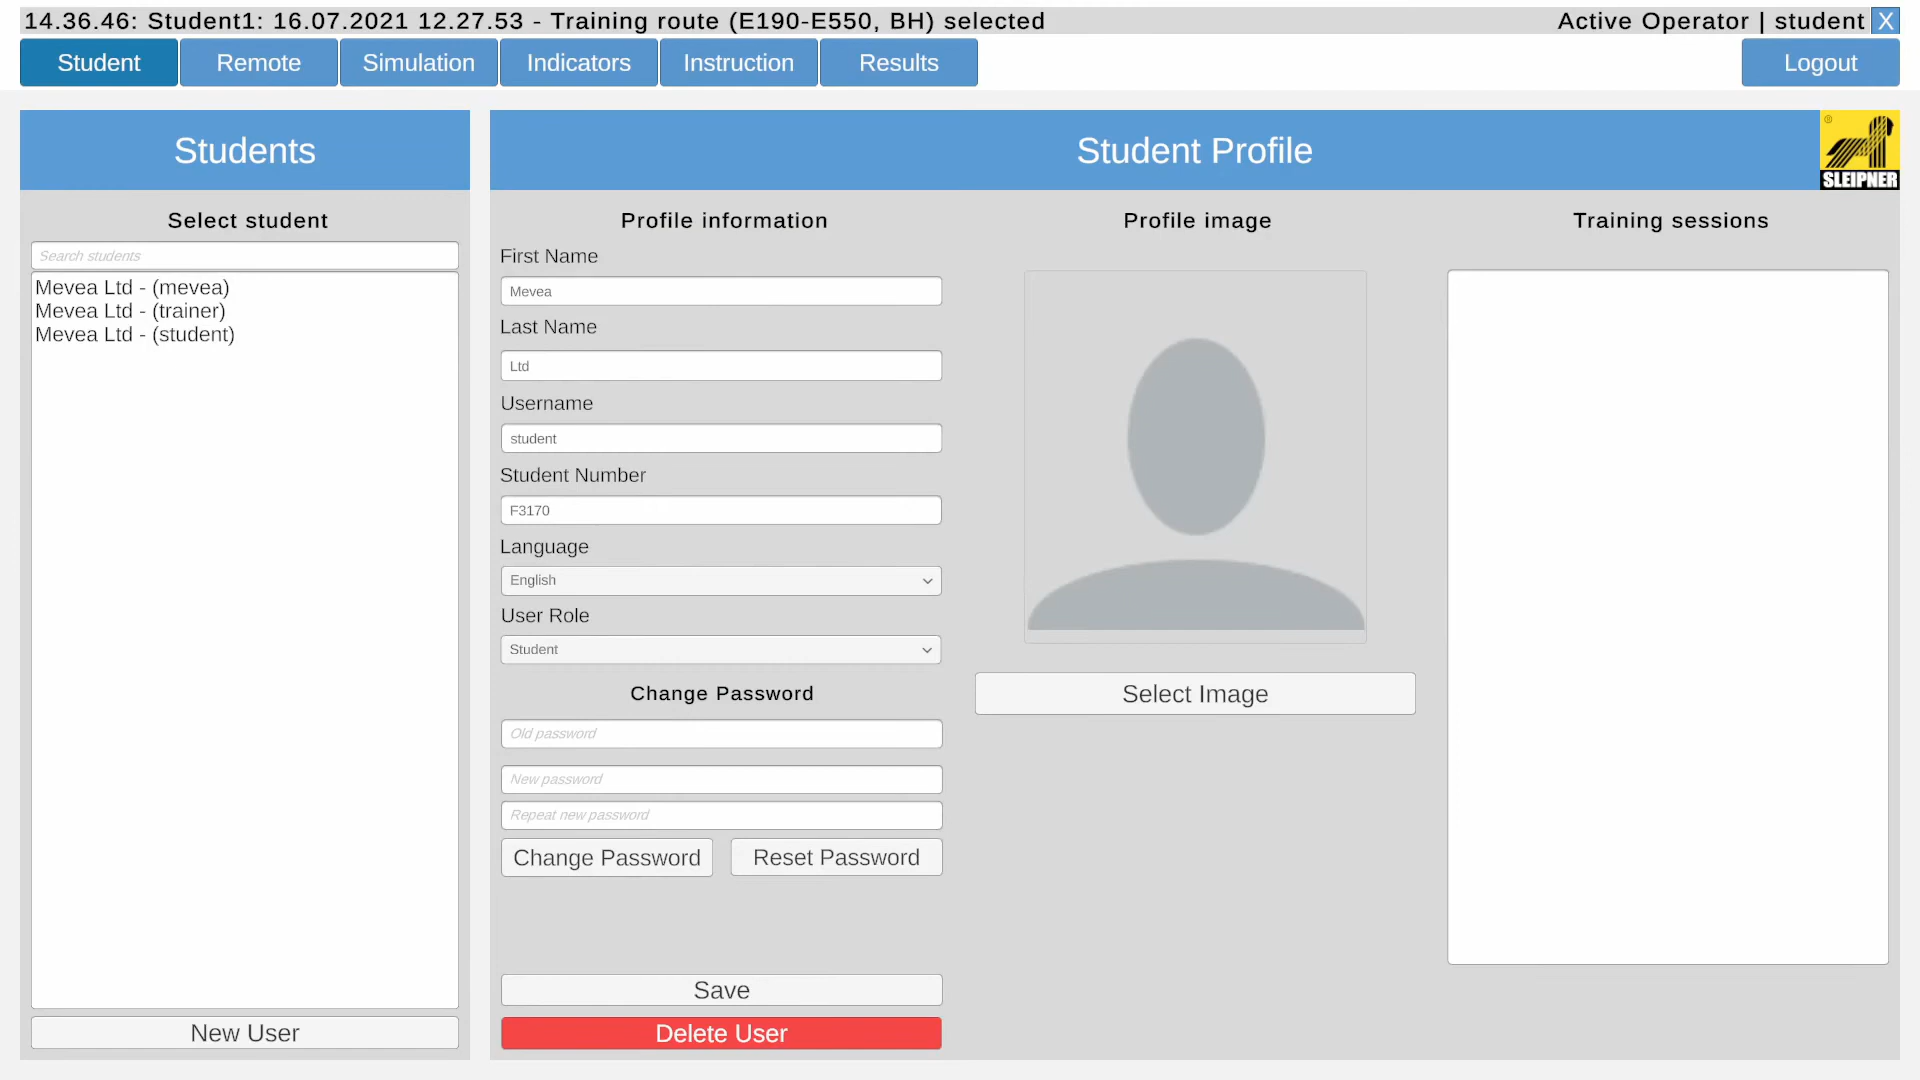 14.36.46: Student1: 16.07.2021 12.27.53 - Training route (E190-E550, BH) selected
Active Operator | student X
Student
Remote
Simulation
Indicators
Instruction
Results
Logout
Students
Select student
Search students
Mevea Ltd - (mevea)
Mevea Ltd - (trainer)
Mevea Ltd - (student)
New User
Student Profile
® SLEIPNER
Profile information
First Name
Mevea
Last Name
Ltd
Username
student
Student Number
F3170
Language
English
User Role
Student
Change Password
Old password
New password
Repeat new password
Change Password
Reset Password
Save
Delete User
Profile image
Select Image
Training sessions